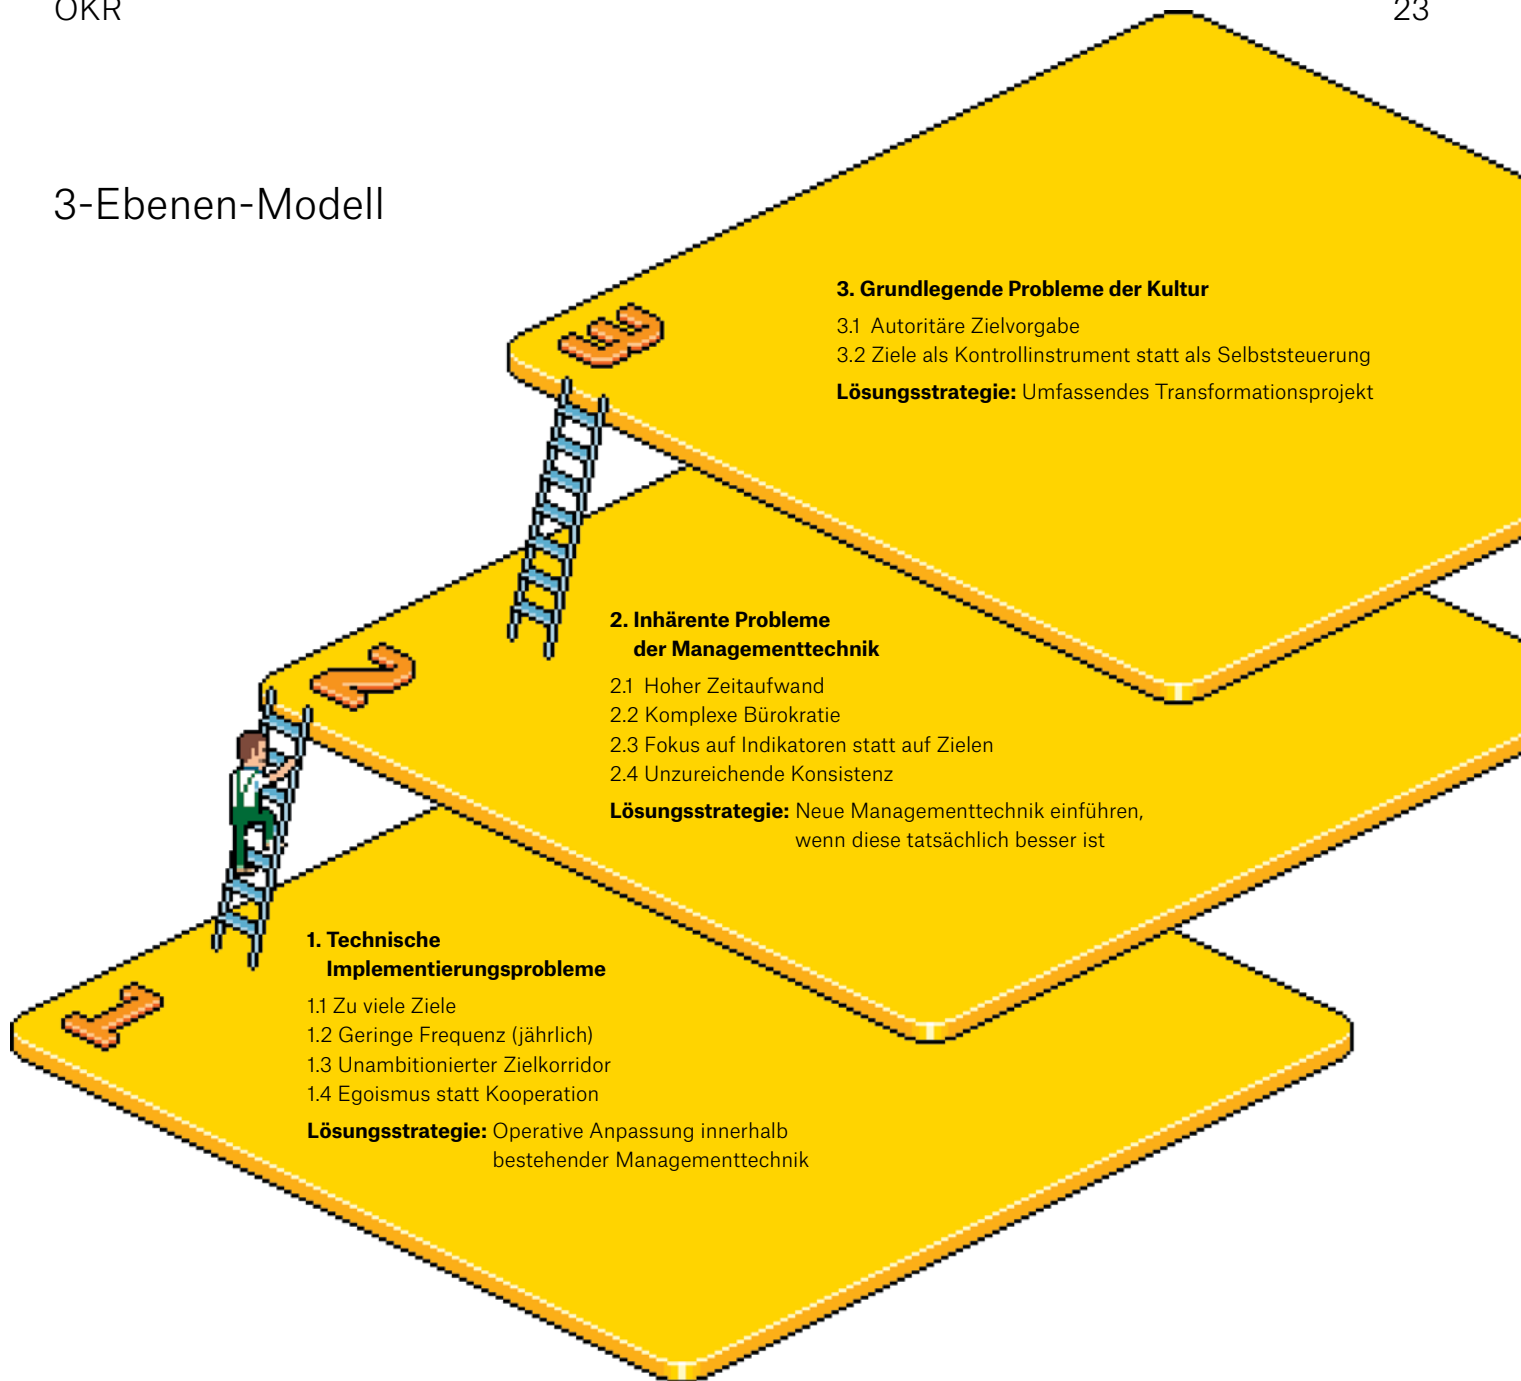 OKR
23
3-Ebenen-Modell
3
3. Grundlegende Probleme der Kultur
3.1 Autoritäre Zielvorgabe
3.2 Ziele als Kontrollinstrument statt als Selbststeuerung
Lösungsstrategie: Umfassendes Transformationsprojekt
2
2. Inhärente Probleme
der Managementtechnik
2.1 Hoher Zeitaufwand
2.2 Komplexe Bürokratie
2.3 Fokus auf Indikatoren statt auf Zielen
2.4 Unzureichende Konsistenz
Lösungsstrategie: Neue Managementtechnik einführen,
wenn diese tatsächlich besser ist
1
1. Technische
Implementierungsprobleme
1.1 Zu viele Ziele
1.2 Geringe Frequenz (jährlich)
1.3 Unambitionierter Zielkorridor
1.4 Egoismus statt Kooperation
Lösungsstrategie: Operative Anpassung innerhalb
bestehender Managementtechnik